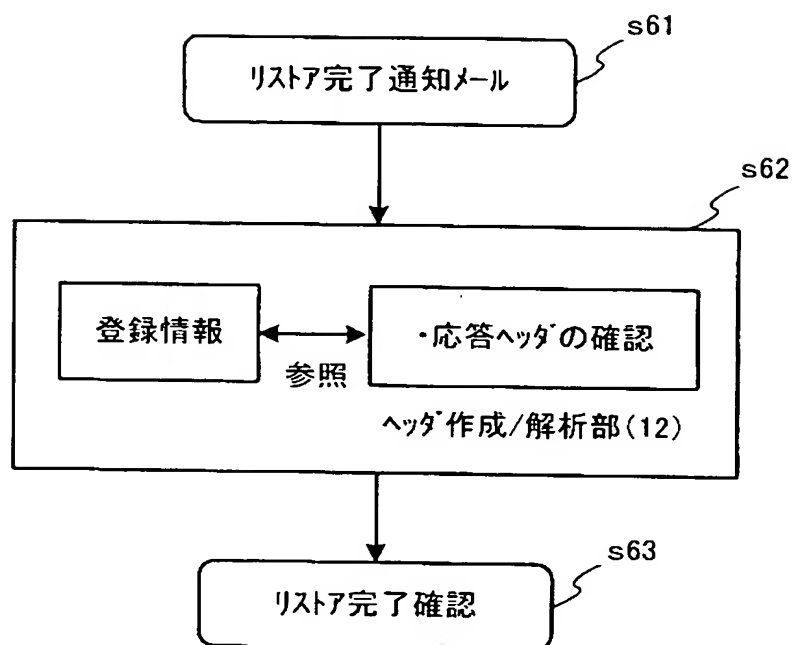 s61
リストア完了通知メール
s62
登録情報
参照
・応答ヘッダの確認
ヘッダ作成/解析部(12)
s63
リストア完了確認